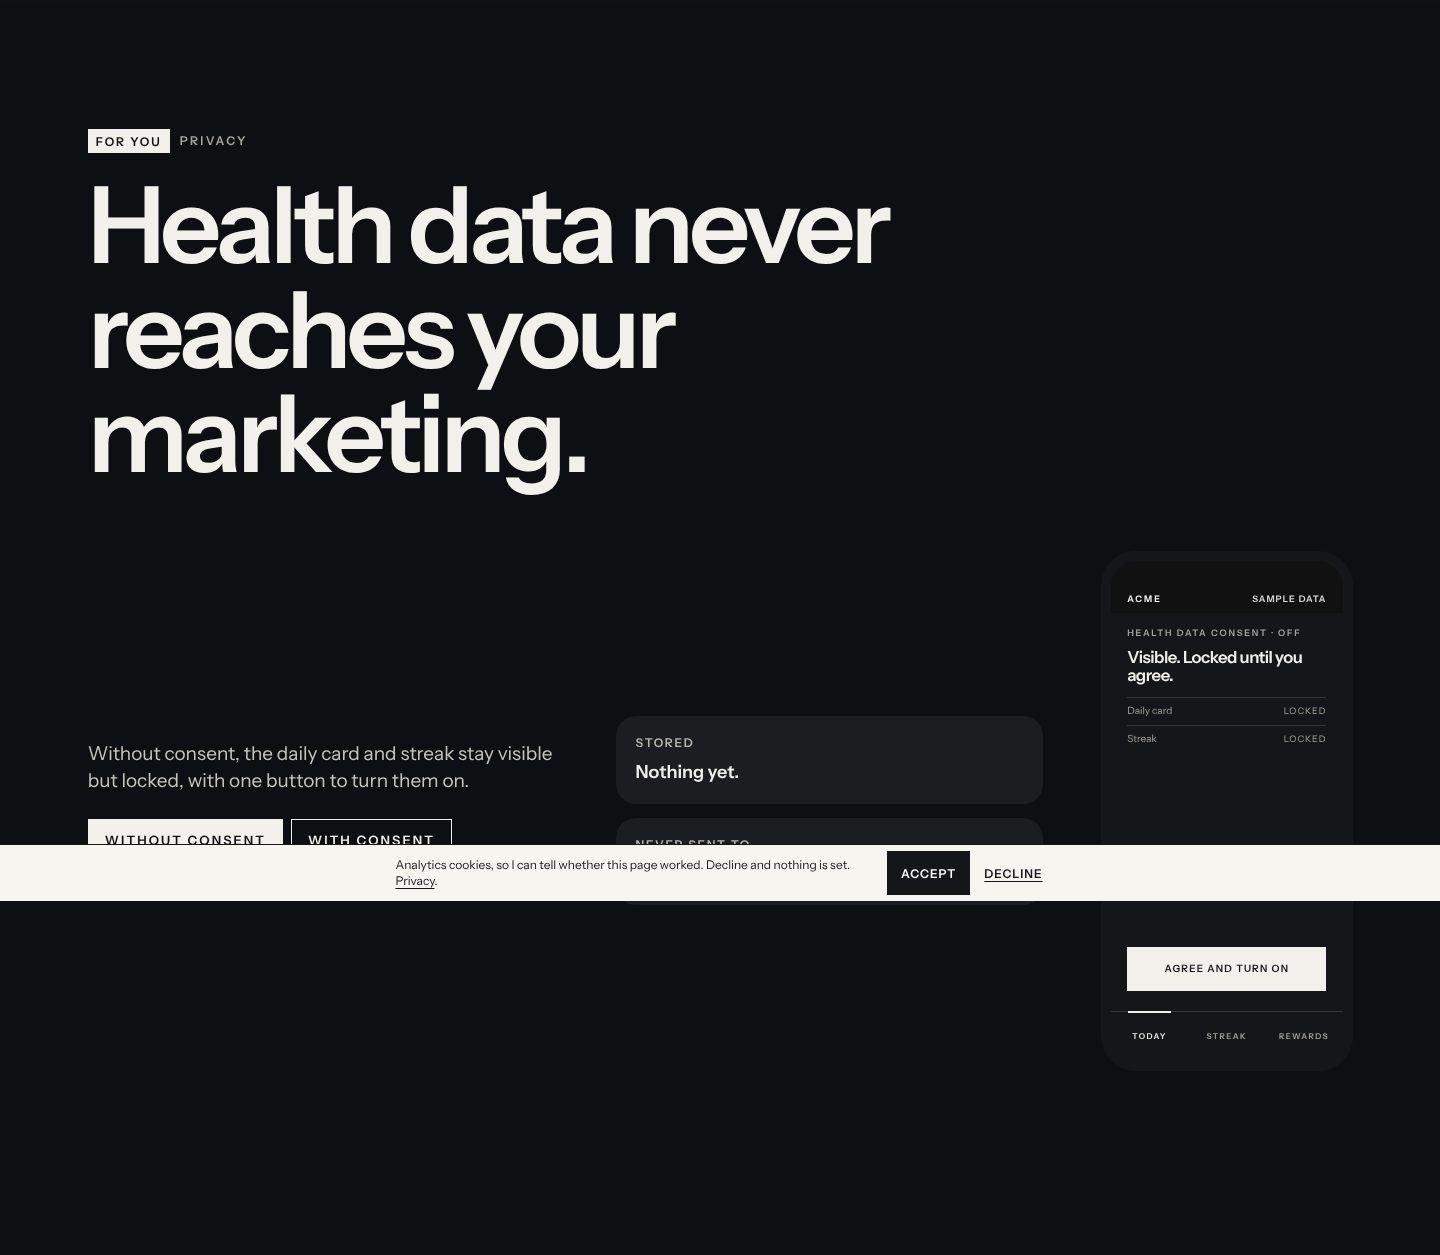 FOR YOU PRIVACY
Health data never
reaches your
marketing.
Without consent, the daily card and streak stay visible
but locked, with one button to turn them on.
WITHOUT CONSENT WITH CONSENT
STORED
Nothing yet.
NEVER SENT TO
ACME SAMPLE DATA
HEALTH DATA CONSENT · OFF
Visible. Locked until you
agree.
Daily card LOCKED
Streak LOCKED
AGREE AND TURN ON
TODAY STREAK REWARDS
Analytics cookies, so I can tell whether this page worked. Decline and nothing is set.
Privacy.
ACCEPT DECLINE